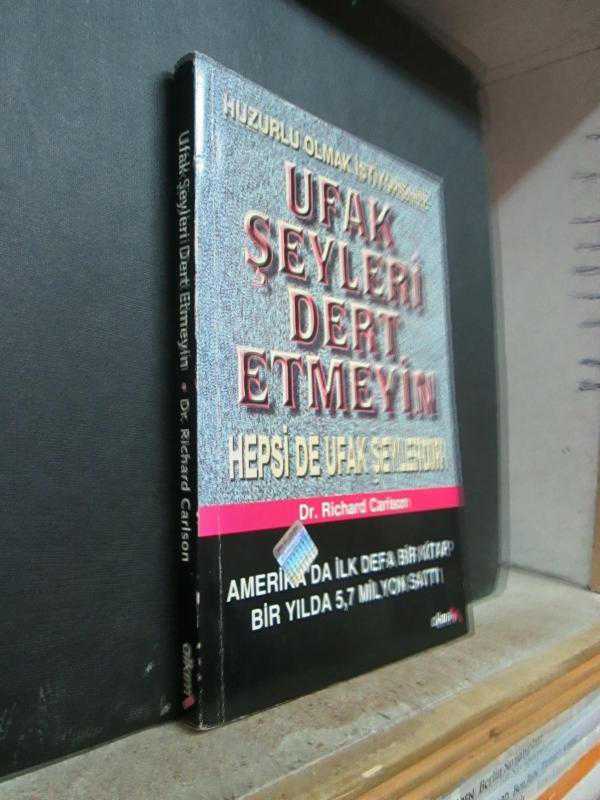 Ufak Şeyleri Dert Etmeyin • Dr. Richard Carlson
HUZURLU OLMAK İSTİYORSANIZ
UFAK
ŞEYLERİ
DERT
ETMEYİN
HEPSİ DE UFAK ŞEYLERDİR
Dr. Richard Carlson
AMERİKA'DA İLK DEFA BİR KİTAP
BİR YILDA 5,7 MİLYON SATTI